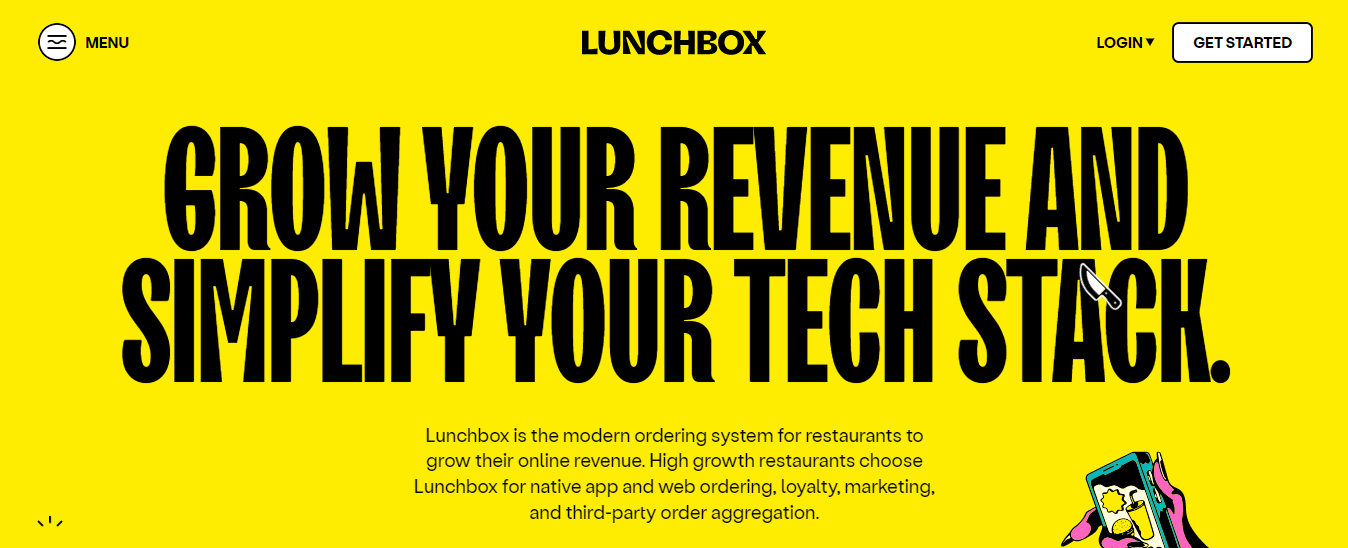 MENU
LUNCHBOX
LOGIN ▼
GET STARTED
GROW YOUR REVENUE AND
SIMPLIFY YOUR TECH STACK.
Lunchbox is the modern ordering system for restaurants to
grow their online revenue. High growth restaurants choose
Lunchbox for native app and web ordering, loyalty, marketing,
and third-party order aggregation.